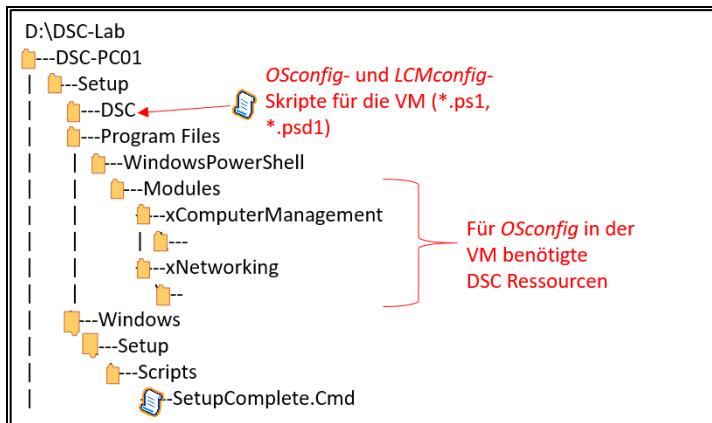 D:\DSC-Lab
---DSC-PC01
| ---Setup
| ---DSC
OSconfig- und LCMconfig-
Skripte für die VM (*.ps1,
*.psd1)
| | ---Program Files
| | ---WindowsPowerShell
| | ---Modules
| | ---xComputerManagement
| | | ---
| | ---xNetworking
| | \--
Für OSconfig in der
VM benötigte
DSC Ressourcen
| ---Windows
| ---Setup
| ---Scripts
| ---SetupComplete.Cmd